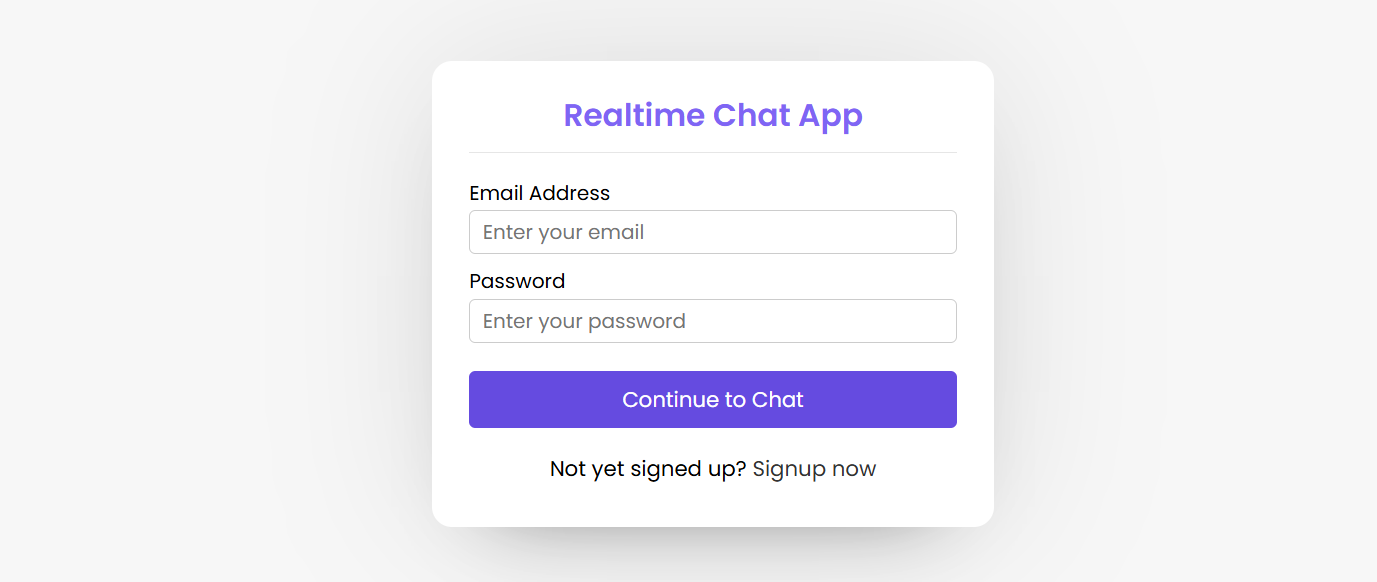 Realtime Chat App
Email Address
Enter your email
Password
Enter your password
Continue to Chat
Not yet signed up? Signup now